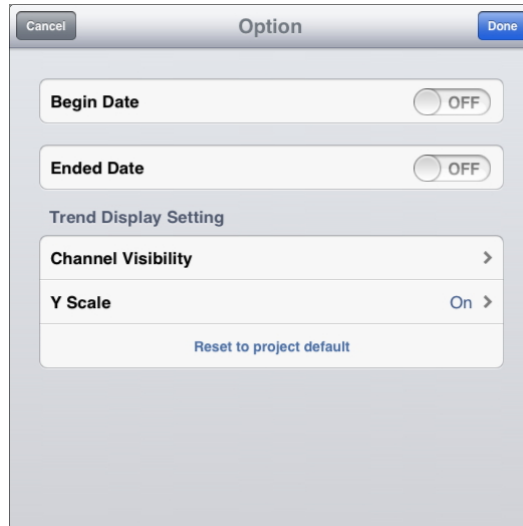 Cancel Option Done
Begin Date OFF
Ended Date OFF
Trend Display Setting
Channel Visibility
Y Scale On
Reset to project default